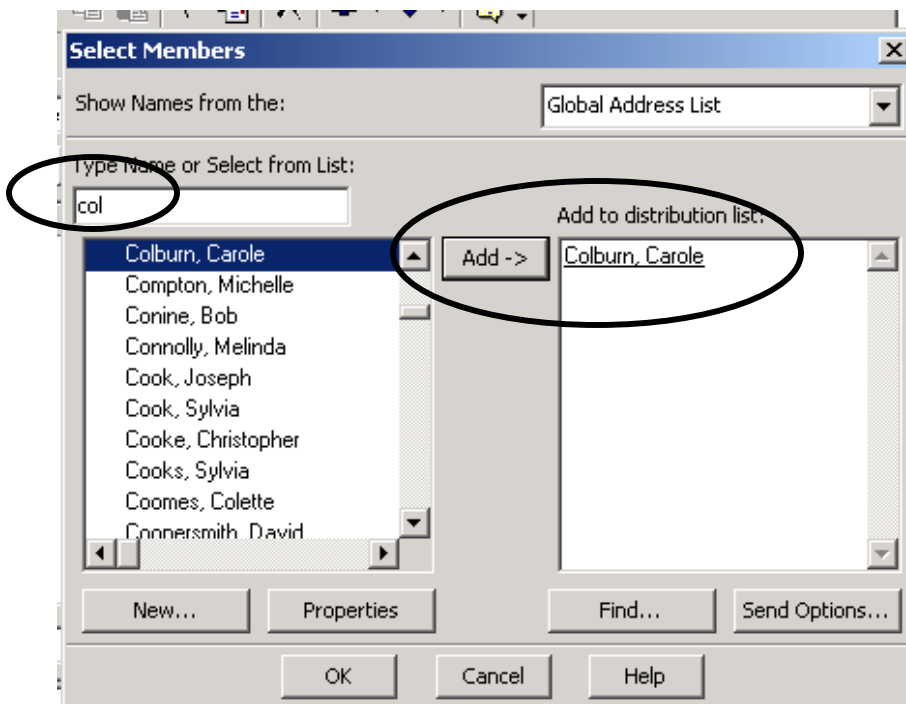 Select Members
Show Names from the:
Global Address List
Type Name or Select from List:
col
Add to distribution list:
Colburn, Carole
Compton, Michelle
Conine, Bob
Connolly, Melinda
Cook, Joseph
Cook, Sylvia
Cooke, Christopher
Cooks, Sylvia
Coomes, Colette
Coopersmith, David
Add ->
Colburn, Carole
New...
Properties
Find...
Send Options...
OK
Cancel
Help